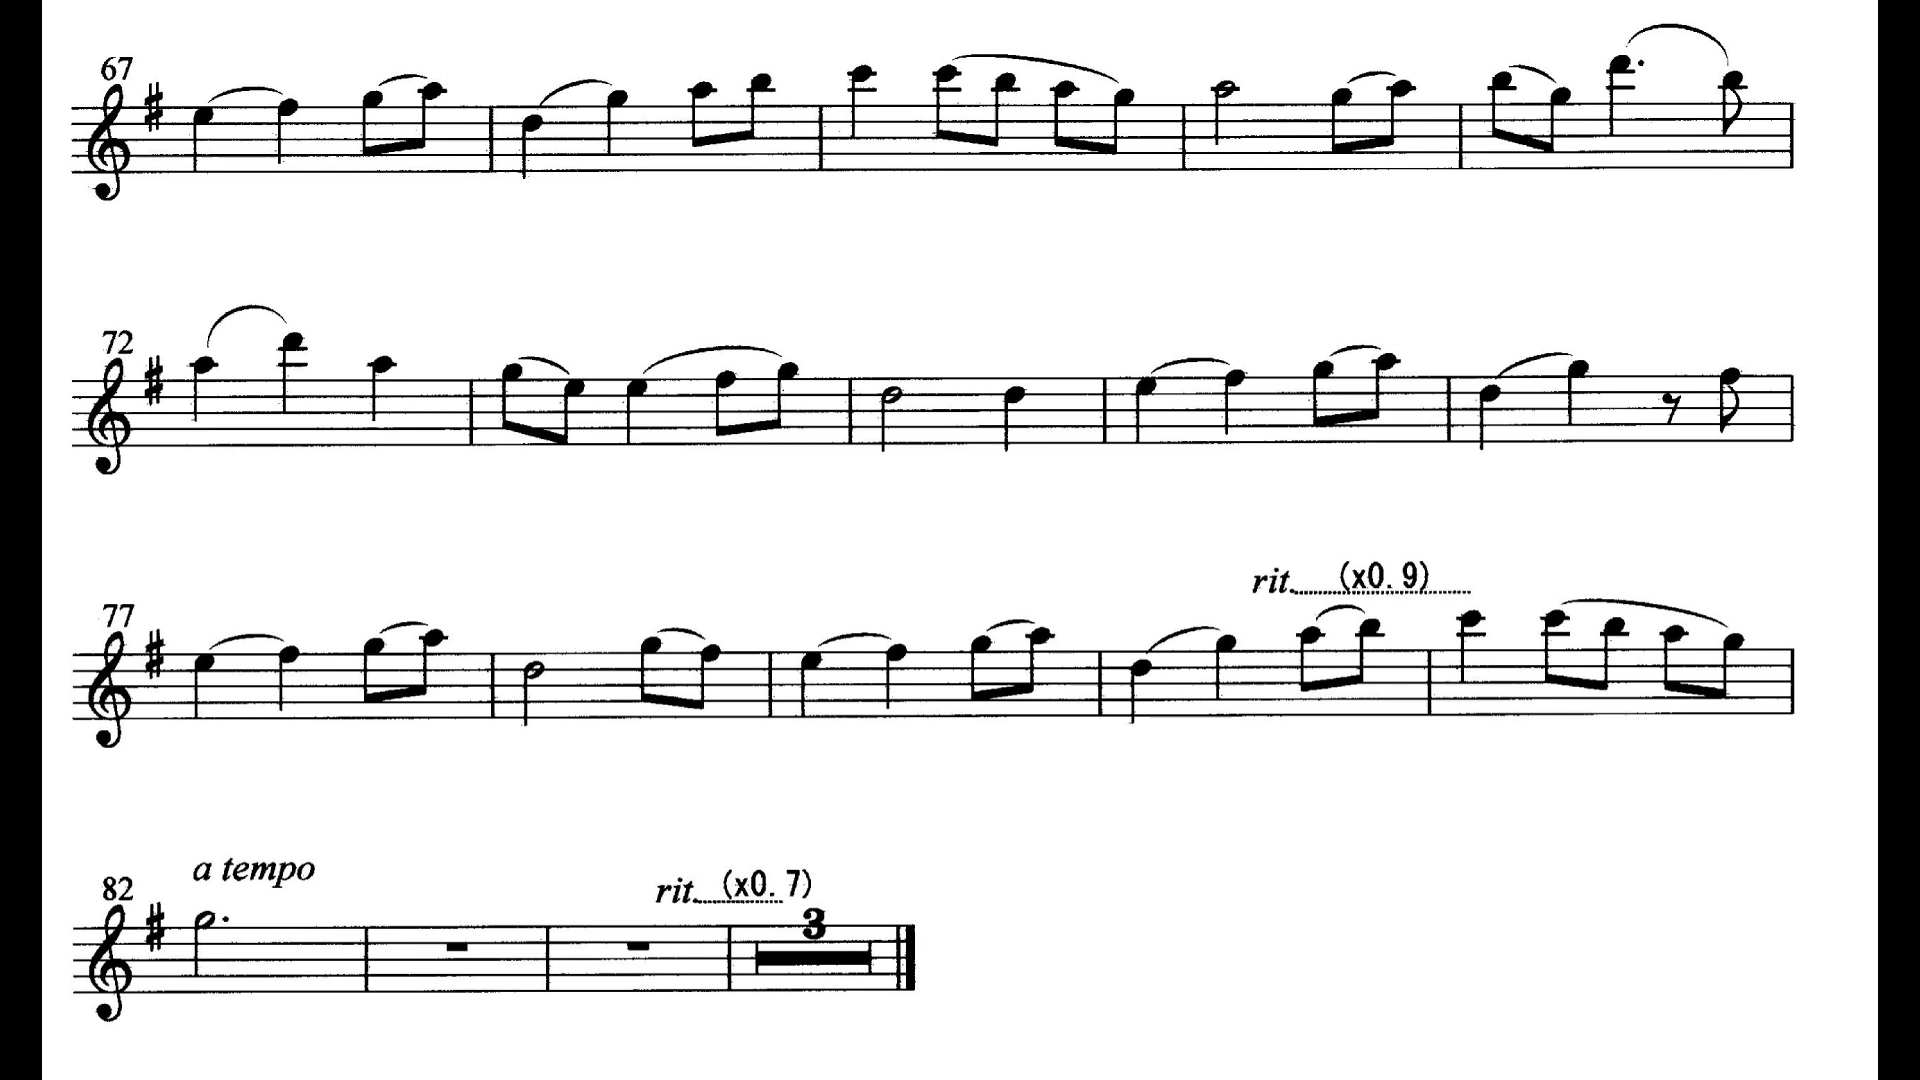 67
72
77
rit. (x0. 9)
82
a tempo
rit. (x0. 7)
3